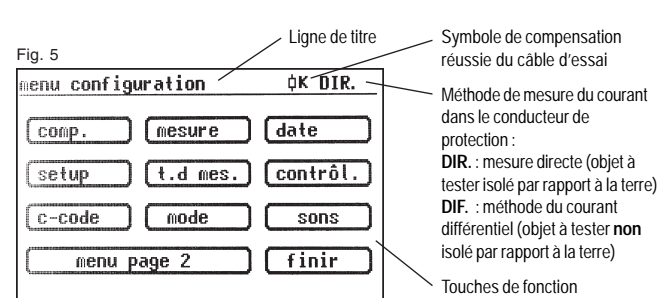 Fig. 5
Ligne de titre
Symbole de compensation
réussie du câble d'essai
menu configuration K DIR.
Méthode de mesure du courant
dans le conducteur de
protection :
DIR. : mesure directe (objet à
tester isolé par rapport à la terre)
DIF. : méthode du courant
différentiel (objet à tester non
isolé par rapport à la terre)
comp. mesure date
setup t.d mes. contrôl.
c-code mode sons
menu page 2 finir
Touches de fonction